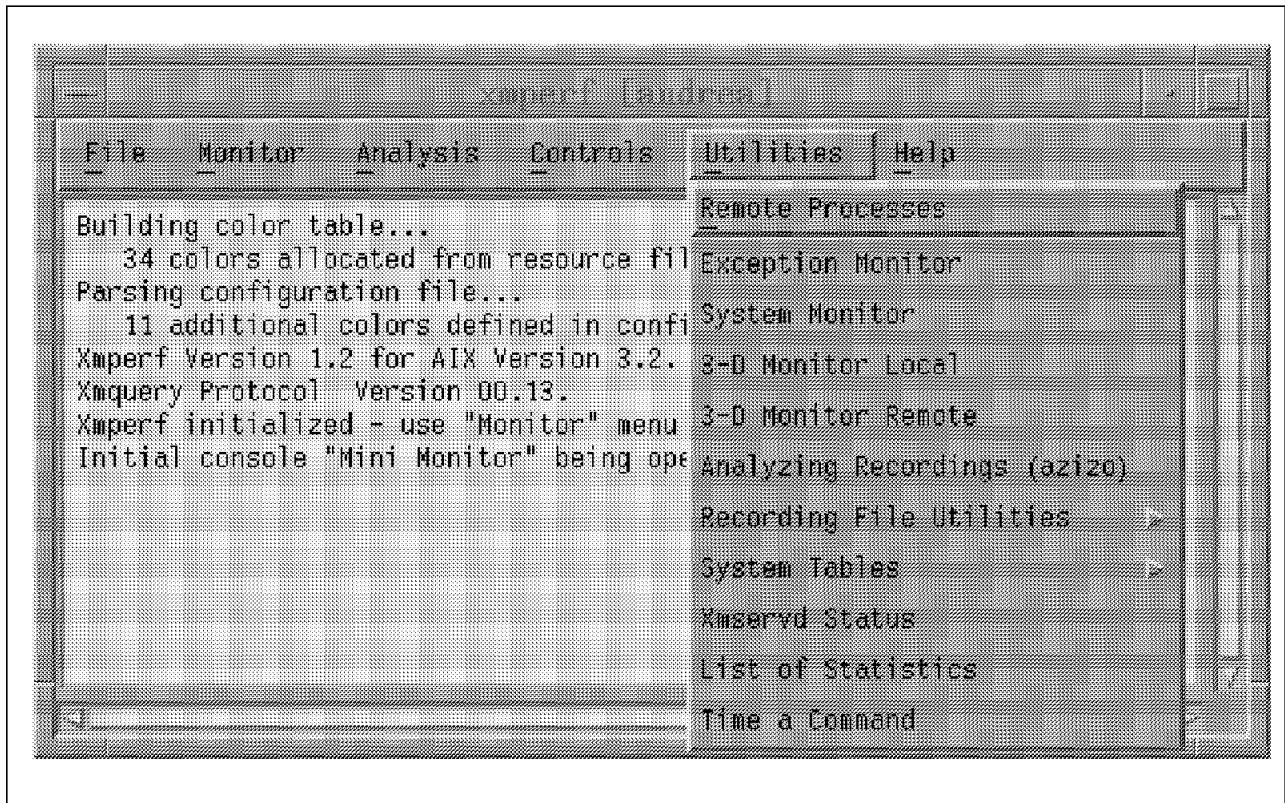 xmperf [andrea]
File Monitor Analysis Controls Utilities Help
Building color table...
34 colors allocated from resource fil
Parsing configuration file...
11 additional colors defined in confi
Xmperf Version 1.2 for AIX Version 3.2.
Xmquery Protocol Version 00.13.
Xmperf initialized - use "Monitor" menu
Initial console "Mini Monitor" being ope
Remote Processes
Exception Monitor
System Monitor
3-D Monitor Local
3-D Monitor Remote
Analyzing Recordings (azizo)
Recording File Utilities
System Tables
Xmservd Status
List of Statistics
Time a Command